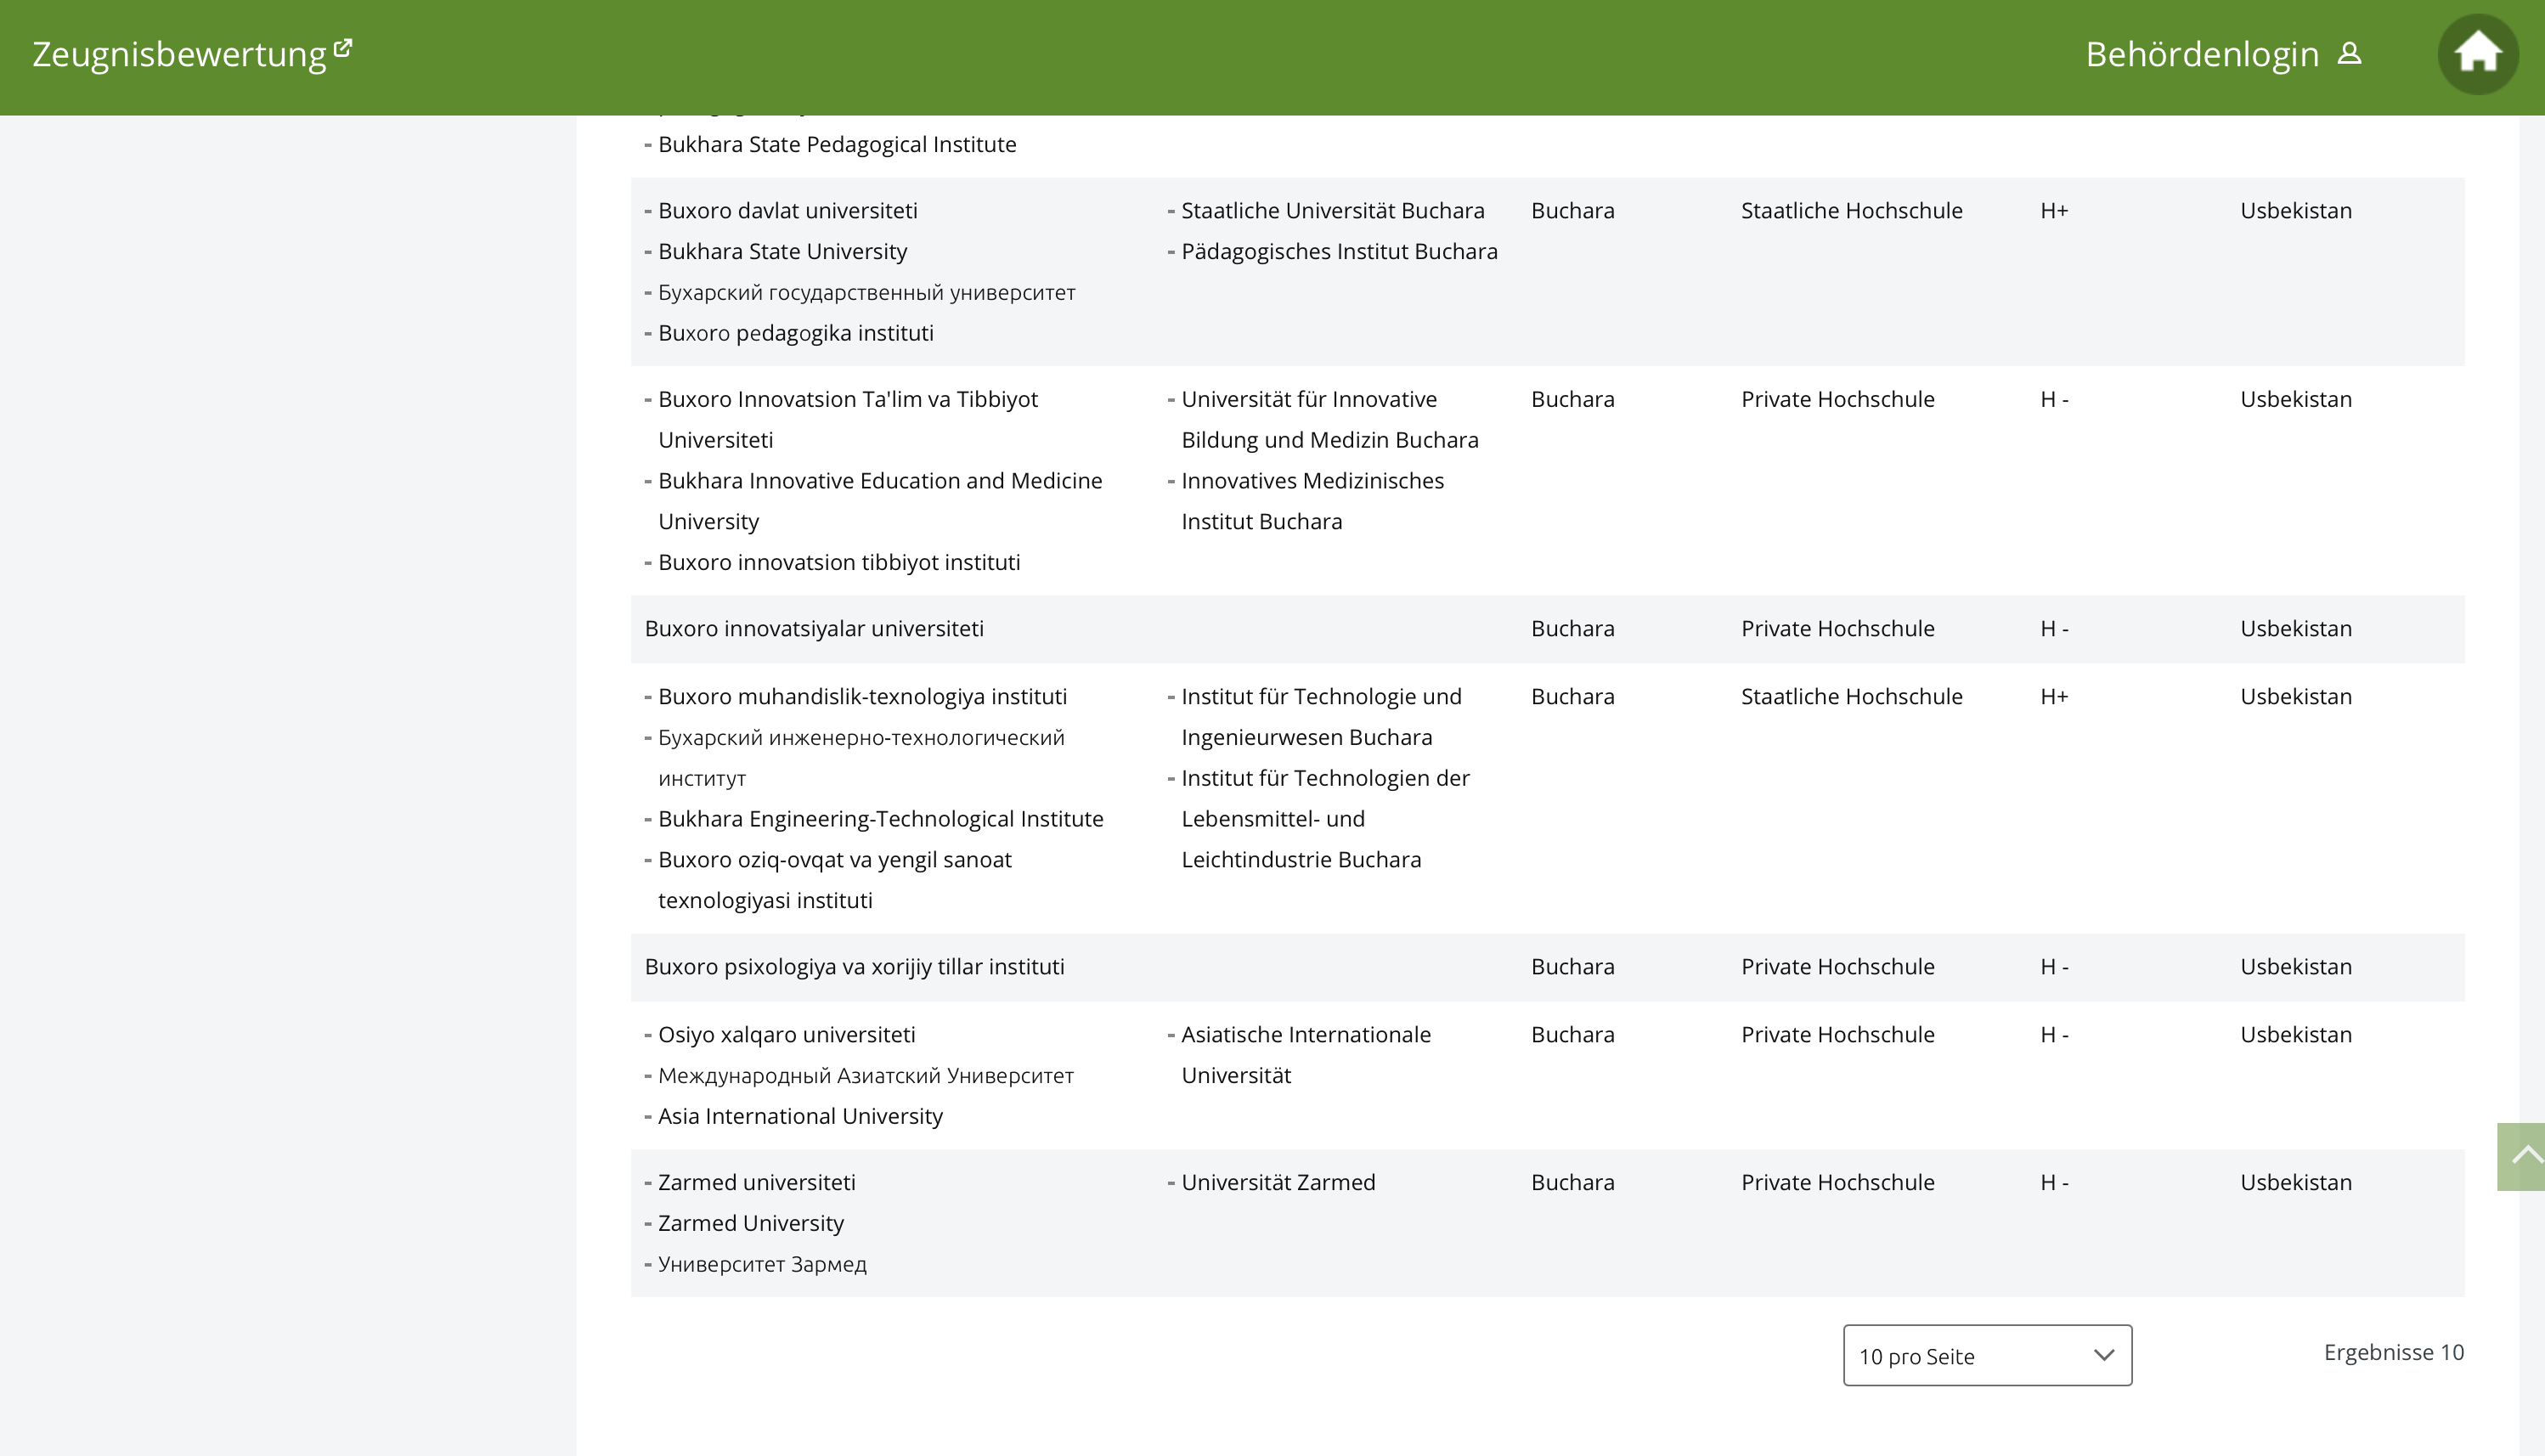 Zeugnisbewertung
Behördenlogin
- Bukhara State Pedagogical Institute
- Buxoro davlat universiteti
- Bukhara State University
- Бухарский государственный университет
- Buxoro pedagogika instituti
- Staatliche Universität Buchara
- Pädagogisches Institut Buchara
Buchara
Staatliche Hochschule
H+
Usbekistan
- Buxoro Innovatsion Ta'lim va Tibbiyot
Universiteti
- Bukhara Innovative Education and Medicine
University
- Buxoro innovatsion tibbiyot instituti
- Universität für Innovative
Bildung und Medizin Buchara
- Innovatives Medizinisches
Institut Buchara
Buchara
Private Hochschule
H -
Usbekistan
Buxoro innovatsiyalar universiteti
Buchara
Private Hochschule
H -
Usbekistan
- Buxoro muhandislik-texnologiya instituti
- Бухарский инженерно-технологический
институт
- Bukhara Engineering-Technological Institute
- Buxoro oziq-ovqat va yengil sanoat
texnologiyasi instituti
- Institut für Technologie und
Ingenieurwesen Buchara
- Institut für Technologien der
Lebensmittel- und
Leichtindustrie Buchara
Buchara
Staatliche Hochschule
H+
Usbekistan
Buxoro psixologiya va xorijiy tillar instituti
Buchara
Private Hochschule
H -
Usbekistan
- Osiyo xalqaro universiteti
- Международный Азиатский Университет
- Asia International University
- Asiatische Internationale
Universität
Buchara
Private Hochschule
H -
Usbekistan
- Zarmed universiteti
- Zarmed University
- Университет Зармед
- Universität Zarmed
Buchara
Private Hochschule
H -
Usbekistan
10 pro Seite
Ergebnisse 10